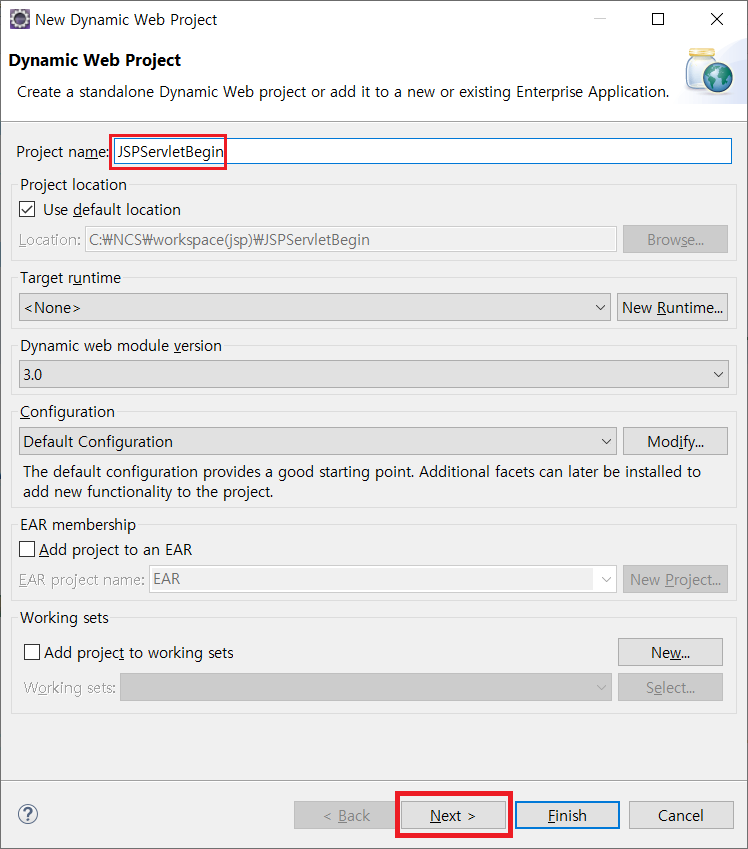 New Dynamic Web Project
Dynamic Web Project
Create a standalone Dynamic Web project or add it to a new or existing Enterprise Application.
Project name: JSPServletBegin
Project location
Use default location
Location: C:₩NCS₩workspace(jsp)₩JSPServletBegin Browse...
Target runtime
<None> New Runtime...
Dynamic web module version
3.0
Configuration
Default Configuration Modify...
The default configuration provides a good starting point. Additional facets can later be installed to
add new functionality to the project.
EAR membership
Add project to an EAR
EAR project name: EAR New Project...
Working sets
Add project to working sets New...
Working sets: Select...
? < Back Next > Finish Cancel